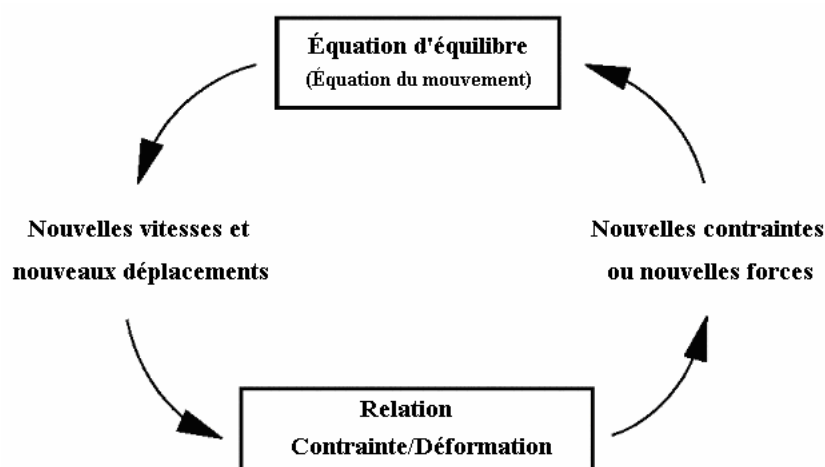 Équation d'équilibre
(Équation du mouvement)
Nouvelles vitesses et
nouveaux déplacements
Nouvelles contraintes
ou nouvelles forces
Relation
Contrainte/Déformation